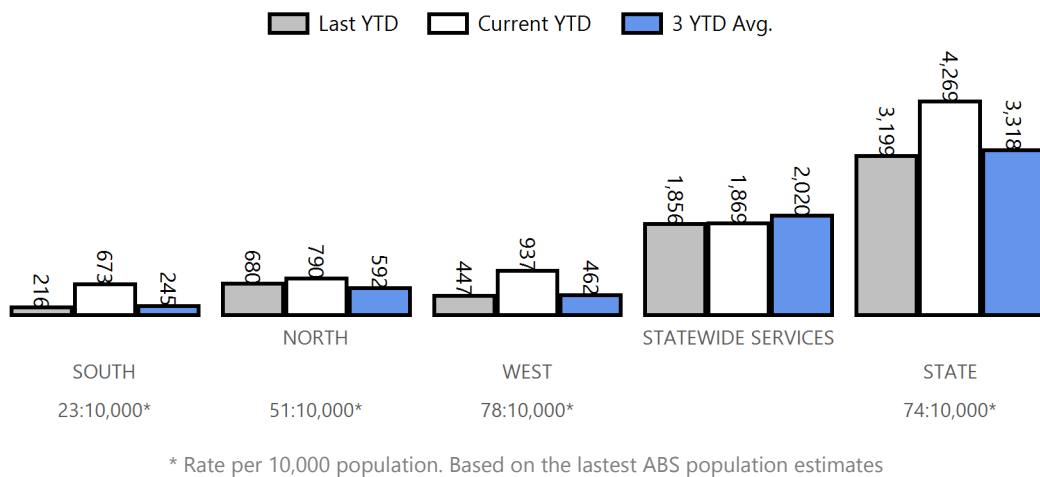 Last YTD Current YTD 3 YTD Avg.
216 673 245 680 790 592 447 937 462 1,856 1,869 2,020 3,199 4,269 3,318
NORTH STATEWIDE SERVICES
SOUTH WEST STATE
23:10,000* 51:10,000* 78:10,000* 74:10,000*
* Rate per 10,000 population. Based on the lastest ABS population estimates